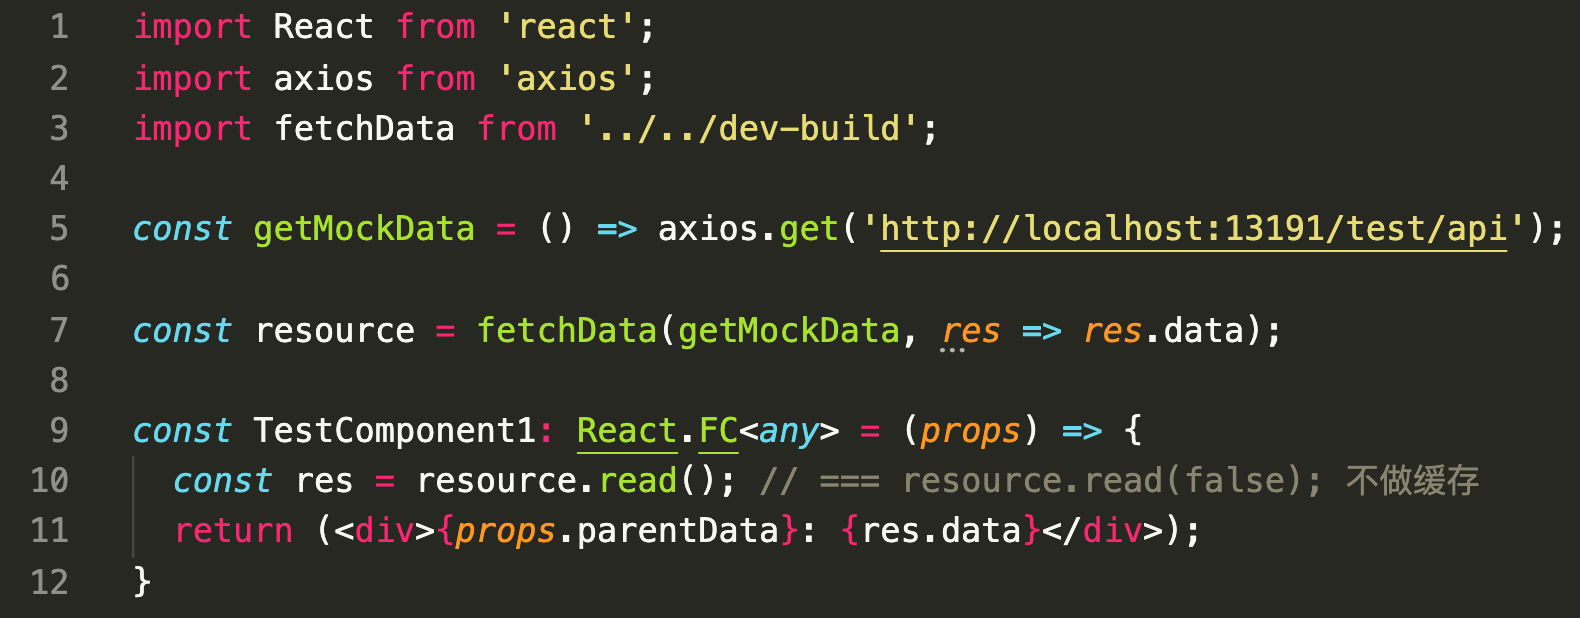 1 import React from 'react';
2 import axios from 'axios';
3 import fetchData from '../../dev-build';
4
5 const getMockData = () => axios.get('http://localhost:13191/test/api');
6
7 const resource = fetchData(getMockData, res => res.data);
8
9 const TestComponent1: React.FC<any> = (props) => {
10   const res = resource.read(); // === resource.read(false); 不做缓存
11   return (<div>{props.parentData}: {res.data}</div>);
12 }